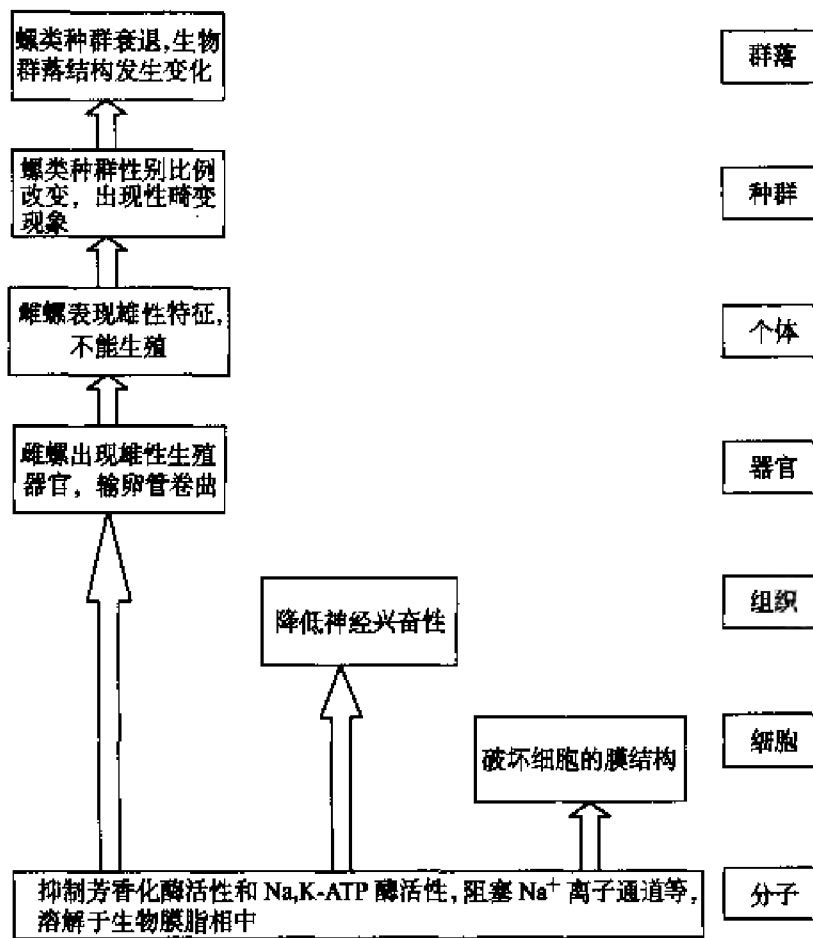 螺类种群衰退,生物
群落结构发生变化
群落
螺类种群性别比例
改变，出现性畸变
现象
种群
雌螺表现雄性特征,
不能生殖
个体
雌螺出现雄性生殖
器官，输卵管卷曲
器官
降低神经兴奋性
组织
破坏细胞的膜结构
细胞
抑制芳香化酶活性和 Na,K-ATP 酶活性,阻塞 Na⁺ 离子通道等,
溶解于生物膜脂相中
分子